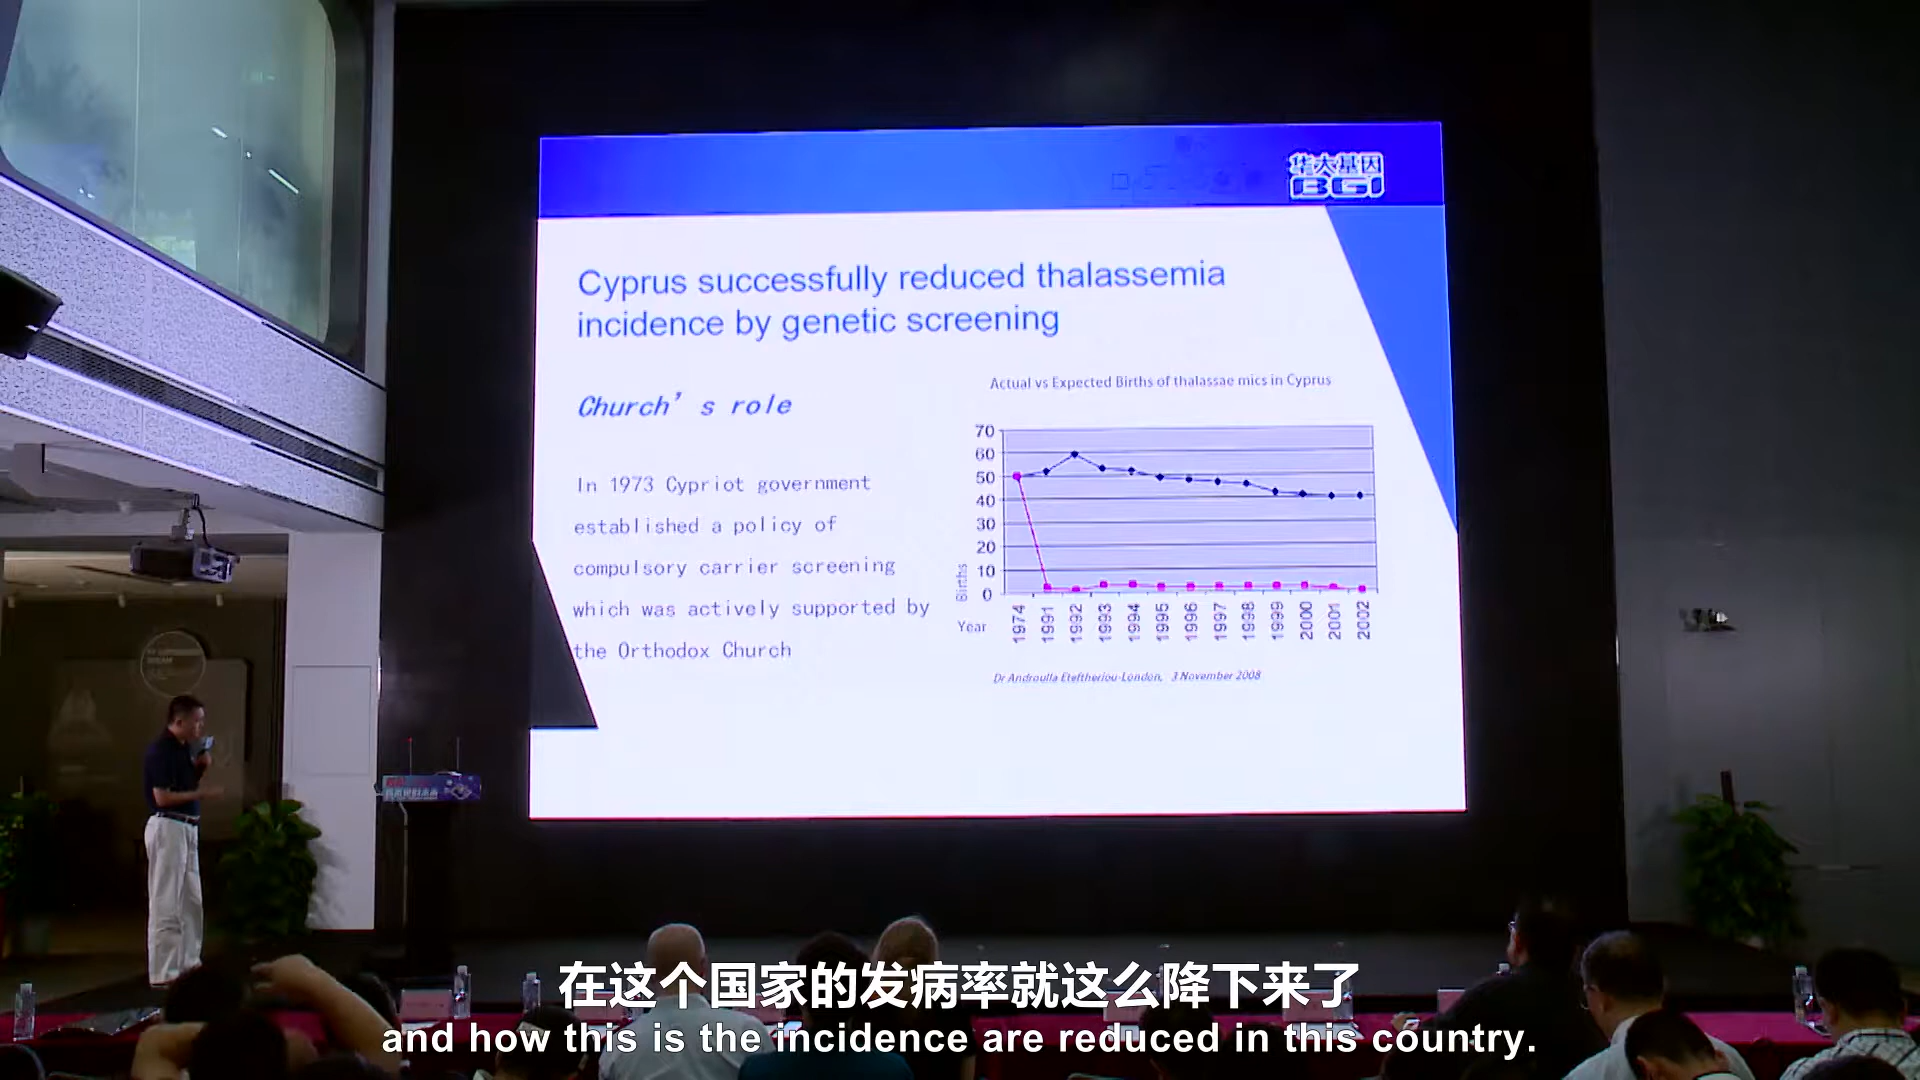 华大基因
BGI
Cyprus successfully reduced thalassemia
incidence by genetic screening
Church's role
In 1973 Cypriot government
established a policy of
compulsory carrier screening
which was actively supported by
the Orthodox Church
Actual vs Expected Births of thalassae mics in Cyprus
70
60
50
40
30
20
10
0
Births
Year
1974
1991
1992
1993
1994
1995
1996
1997
1998
1999
2000
2001
2002
Dr Androulla Eleftheriou-London, 3 November 2008
在这个国家的发病率就这么降下来了
and how this is the incidence are reduced in this country.